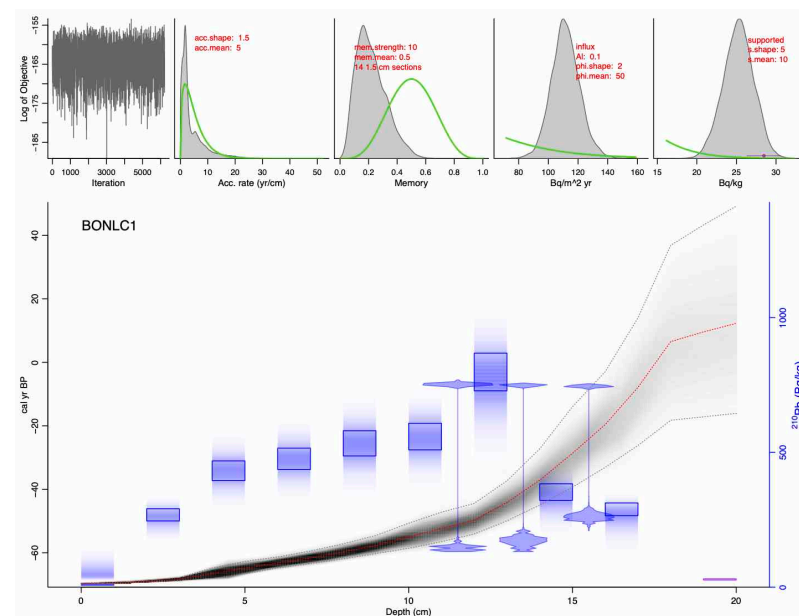 acc.shape: 1.5
acc.mean: 5
mem.strength: 10
mem.mean: 0.5
14 1.5 cm sections
influx
Al: 0.1
phi.shape: 2
phi.mean: 50
supported
s.shape: 5
s.mean: 10
Log of Objective
-155
-165
-175
-185
0 1000 3000 5000
Iteration
0 10 20 30 40 50
Acc. rate (yr/cm)
0.0 0.2 0.4 0.6 0.8 1.0
Memory
80 100 120 140 160
Bq/m^2 yr
15 20 25 30
Bq/kg
BONLC1
cal yr BP
40
20
0
-20
-40
-60
0 5 10 15 20
Depth (cm)
1000
500
0
210Pb (Bq/kg)